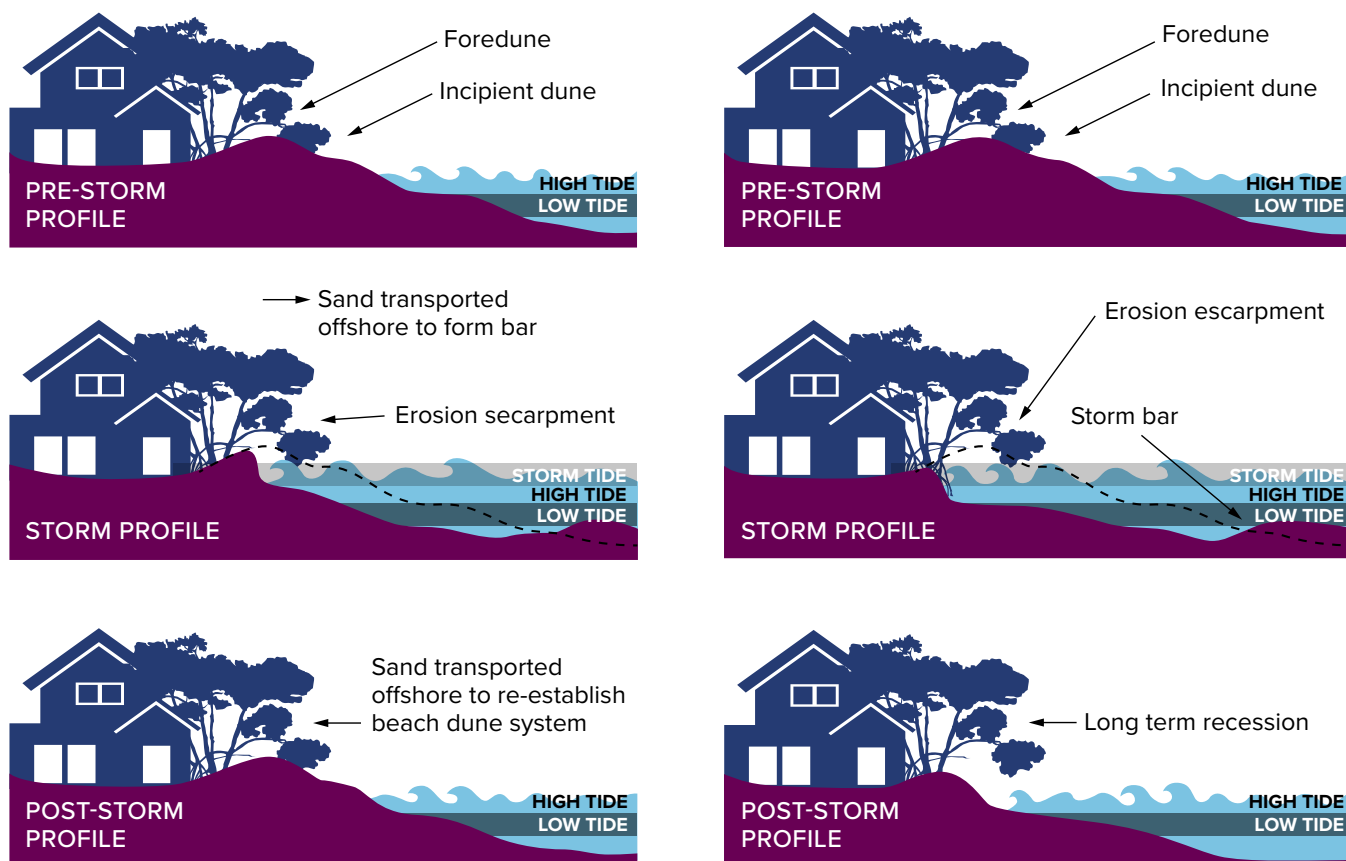 Foredune
Incipient dune
HIGH TIDE
LOW TIDE
PRE-STORM
PROFILE
Foredune
Incipient dune
HIGH TIDE
LOW TIDE
PRE-STORM
PROFILE
Sand transported
offshore to form bar
Erosion secarpment
STORM TIDE
HIGH TIDE
LOW TIDE
STORM PROFILE
Erosion escarpment
Storm bar
STORM TIDE
HIGH TIDE
LOW TIDE
STORM PROFILE
Sand transported
offshore to re-establish
beach dune system
HIGH TIDE
LOW TIDE
POST-STORM
PROFILE
Long term recession
HIGH TIDE
LOW TIDE
POST-STORM
PROFILE